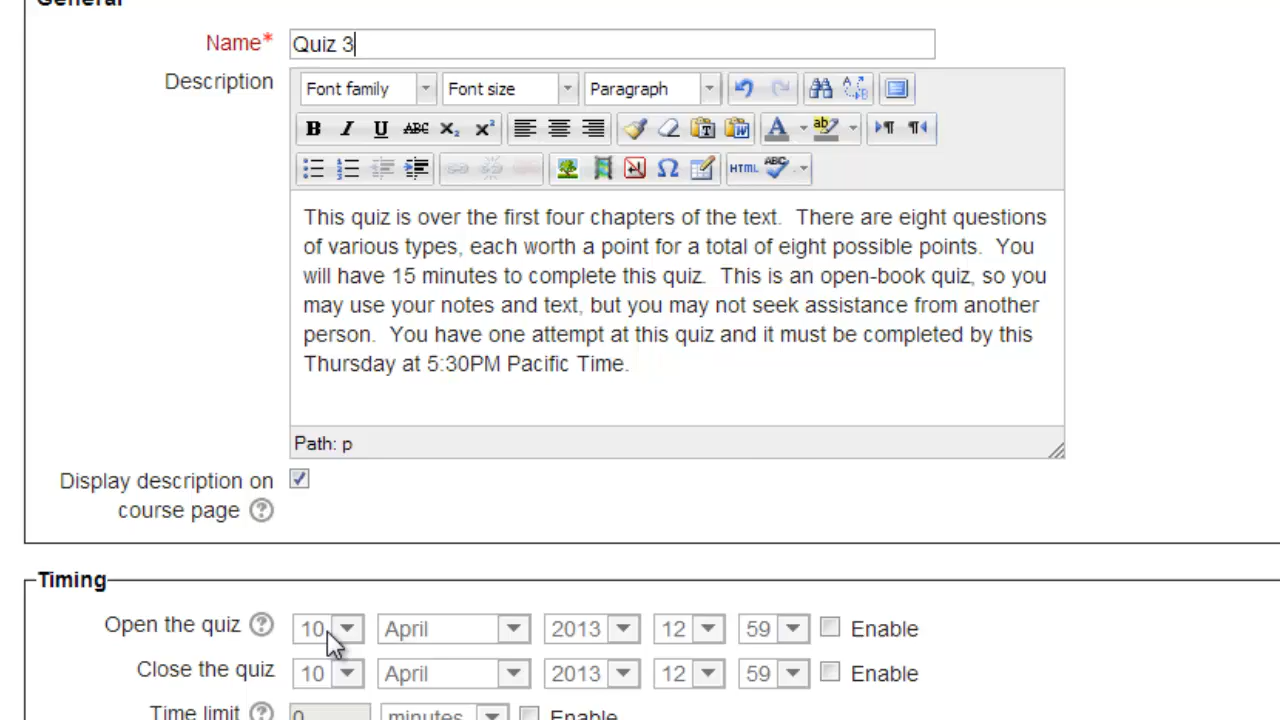 General
Name*
Quiz 3
Description
Font family
Font size
Paragraph
B I U ABC X₂ X² T W A ab
HTML ABC
This quiz is over the first four chapters of the text.  There are eight questions
of various types, each worth a point for a total of eight possible points.  You
will have 15 minutes to complete this quiz.  This is an open-book quiz, so you
may use your notes and text, but you may not seek assistance from another
person.  You have one attempt at this quiz and it must be completed by this
Thursday at 5:30PM Pacific Time.
Path: p
Display description on
course page ?
Timing
Open the quiz ? 10 April 2013 12 59 Enable
Close the quiz 10 April 2013 12 59 Enable
Time limit ? 0 minutes Enable